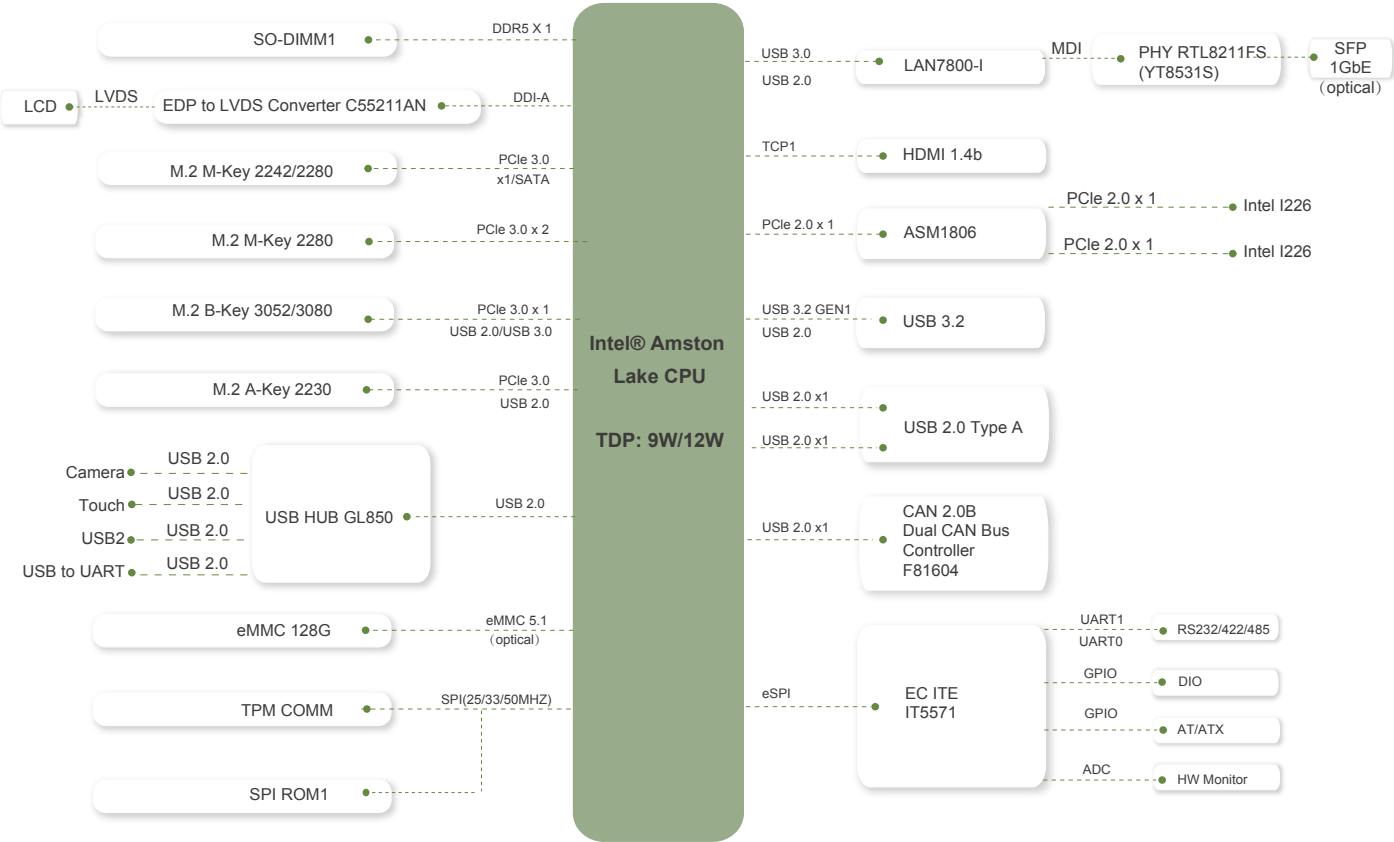 SO-DIMM1
DDR5 X 1
LCD
LVDS
EDP to LVDS Converter C55211AN
DDI-A
M.2 M-Key 2242/2280
PCle 3.0
x1/SATA
M.2 M-Key 2280
PCle 3.0 x 2
M.2 B-Key 3052/3080
PCle 3.0 x 1
USB 2.0/USB 3.0
M.2 A-Key 2230
PCle 3.0
USB 2.0
Camera
USB 2.0
Touch
USB 2.0
USB2
USB 2.0
USB to UART
USB 2.0
USB HUB GL850
USB 2.0
eMMC 128G
eMMC 5.1
（optical）
TPM COMM
SPI(25/33/50MHZ)
SPI ROM1
Intel® Amston
Lake CPU
TDP: 9W/12W
USB 3.0
USB 2.0
LAN7800-I
MDI
PHY RTL8211FS
(YT8531S)
SFP
1GbE
（optical）
TCP1
HDMI 1.4b
PCle 2.0 x 1
ASM1806
PCle 2.0 x 1
Intel I226
PCle 2.0 x 1
Intel I226
USB 3.2 GEN1
USB 2.0
USB 3.2
USB 2.0 x1
USB 2.0 x1
USB 2.0 Type A
USB 2.0 x1
CAN 2.0B
Dual CAN Bus
Controller
F81604
eSPI
EC ITE
IT5571
UART1
UART0
RS232/422/485
GPIO
DIO
GPIO
AT/ATX
ADC
HW Monitor